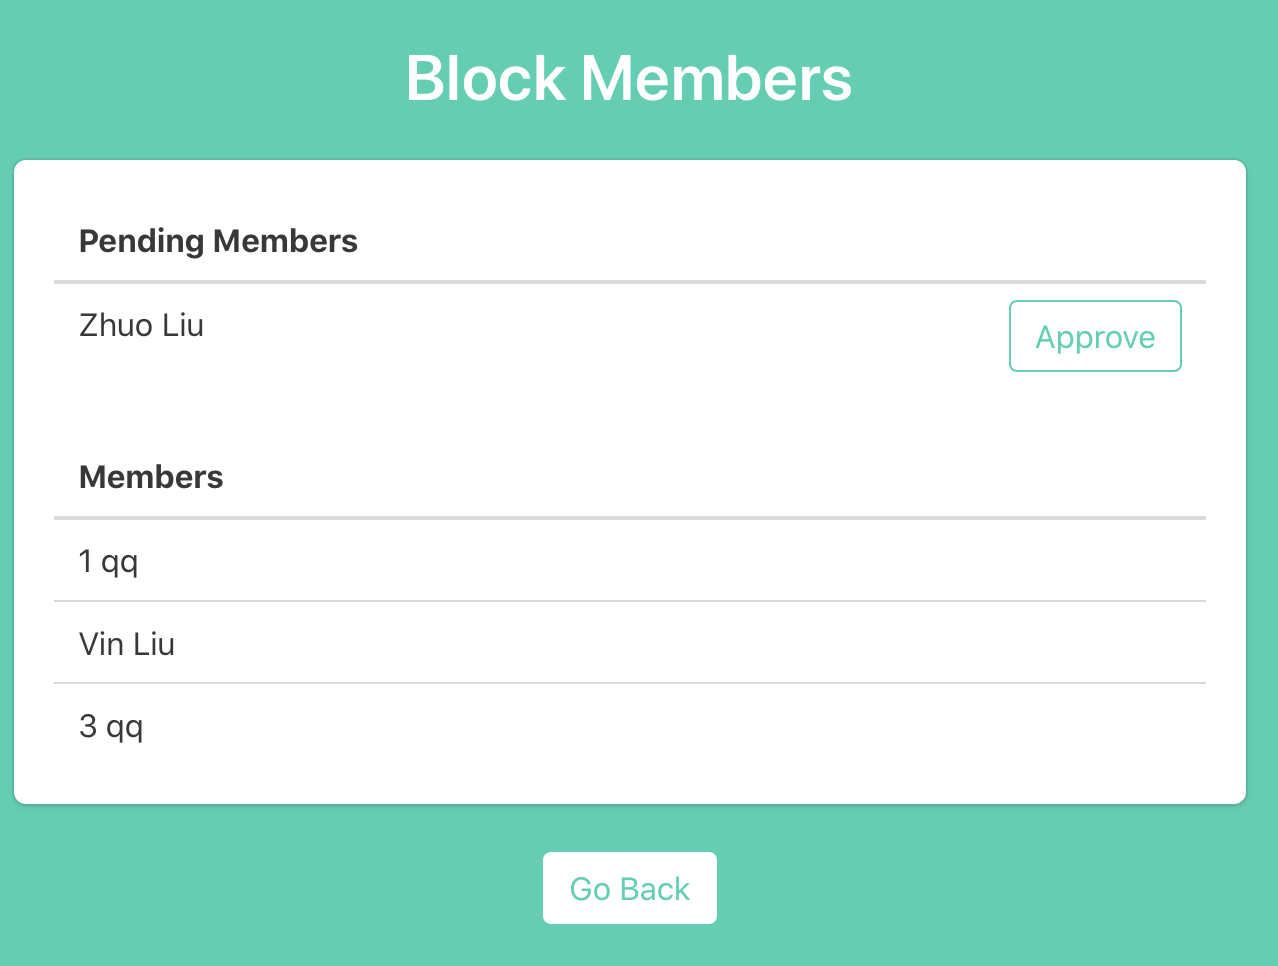 Block Members
Pending Members
Zhuo Liu
Approve
Members
1 qq
Vin Liu
3 qq
Go Back